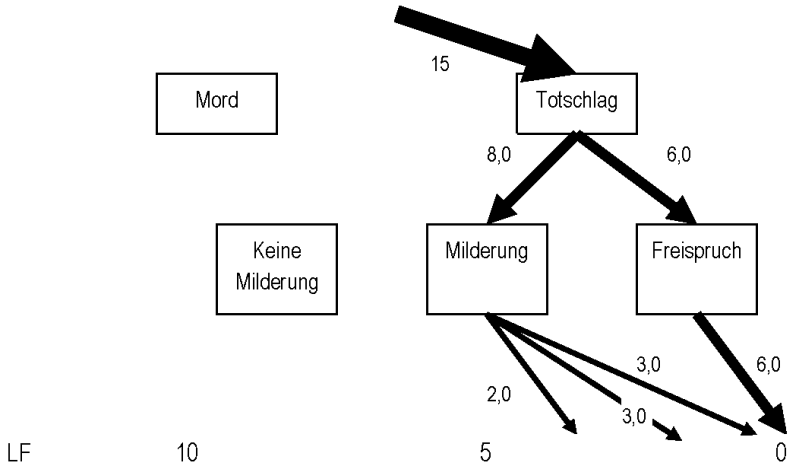 15
Mord
Totschlag
8,0
6,0
Keine
Milderung
Milderung
Freispruch
2,0
3,0
3,0
6,0
LF
10
5
0